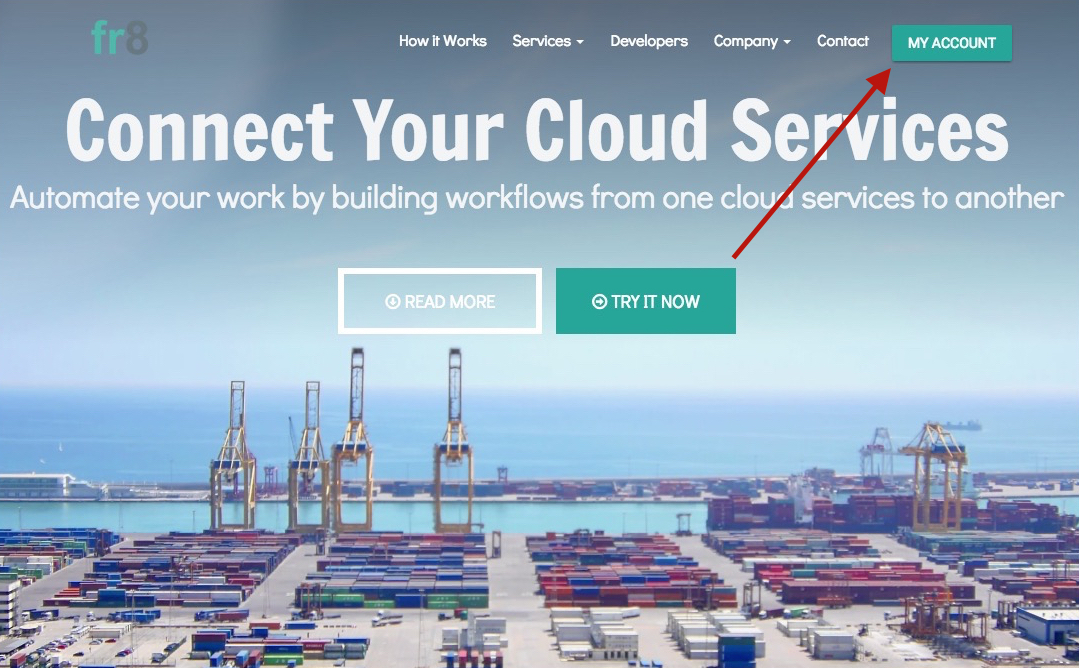 fr8
How it Works Services Developers Company Contact MY ACCOUNT
Connect Your Cloud Services
Automate your work by building workflows from one cloud services to another
READ MORE TRY IT NOW